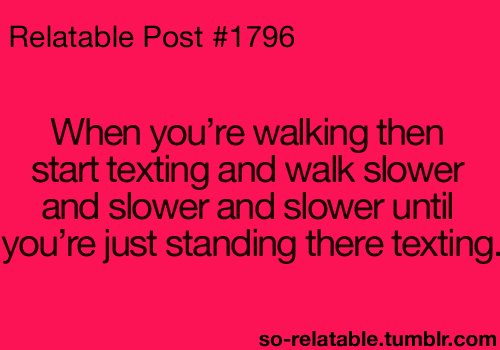 Relatable Post #1796
When you’re walking then
start texting and walk slower
and slower and slower until
you’re just standing there texting.
so-relatable.tumblr.com